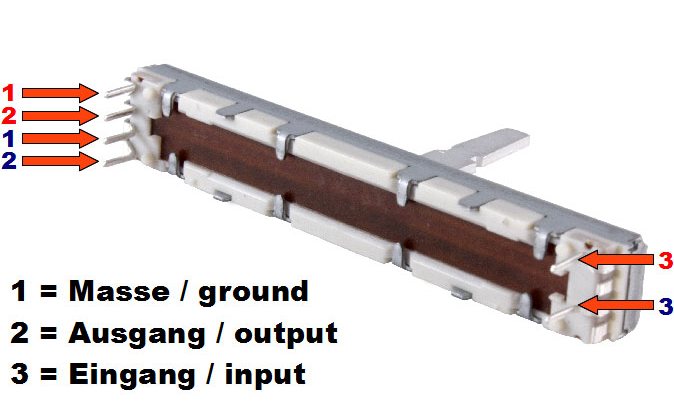 1
2
1
2
3
3
1 = Masse / ground
2 = Ausgang / output
3 = Eingang / input